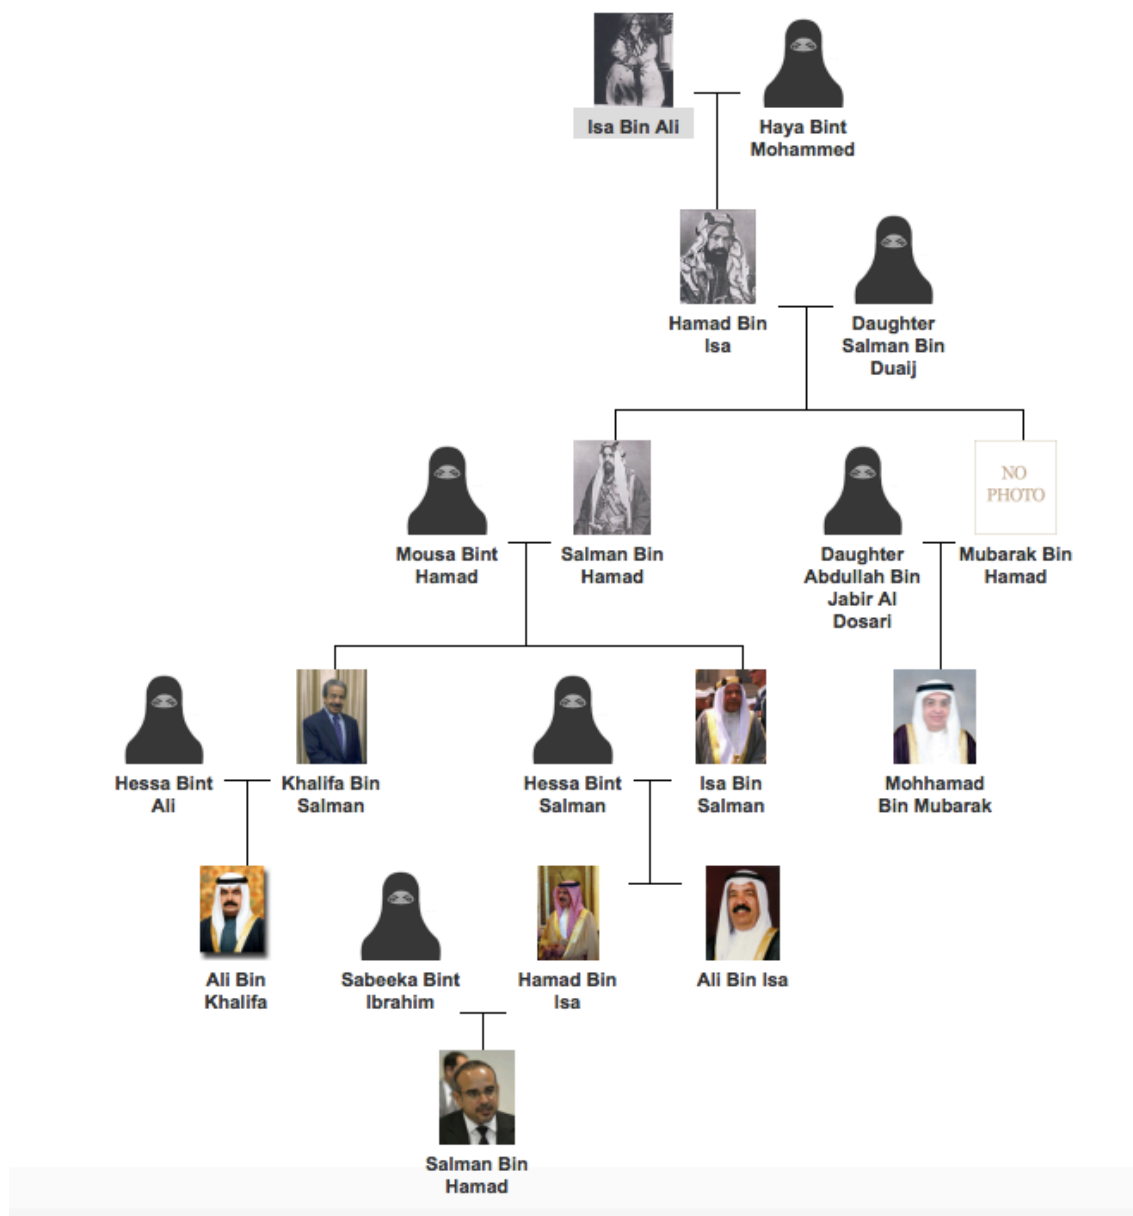 Isa Bin Ali
Haya Bint
Mohammed
Hamad Bin
Isa
Daughter
Salman Bin
Duaij
Mousa Bint
Hamad
Salman Bin
Hamad
Daughter
Abdullah Bin
Jabir Al
Dosari
NO
PHOTO
Mubarak Bin
Hamad
Hessa Bint
Ali
Khalifa Bin
Salman
Hessa Bint
Salman
Isa Bin
Salman
Mohhamad
Bin Mubarak
Ali Bin
Khalifa
Sabeeka Bint
Ibrahim
Hamad Bin
Isa
Ali Bin Isa
Salman Bin
Hamad